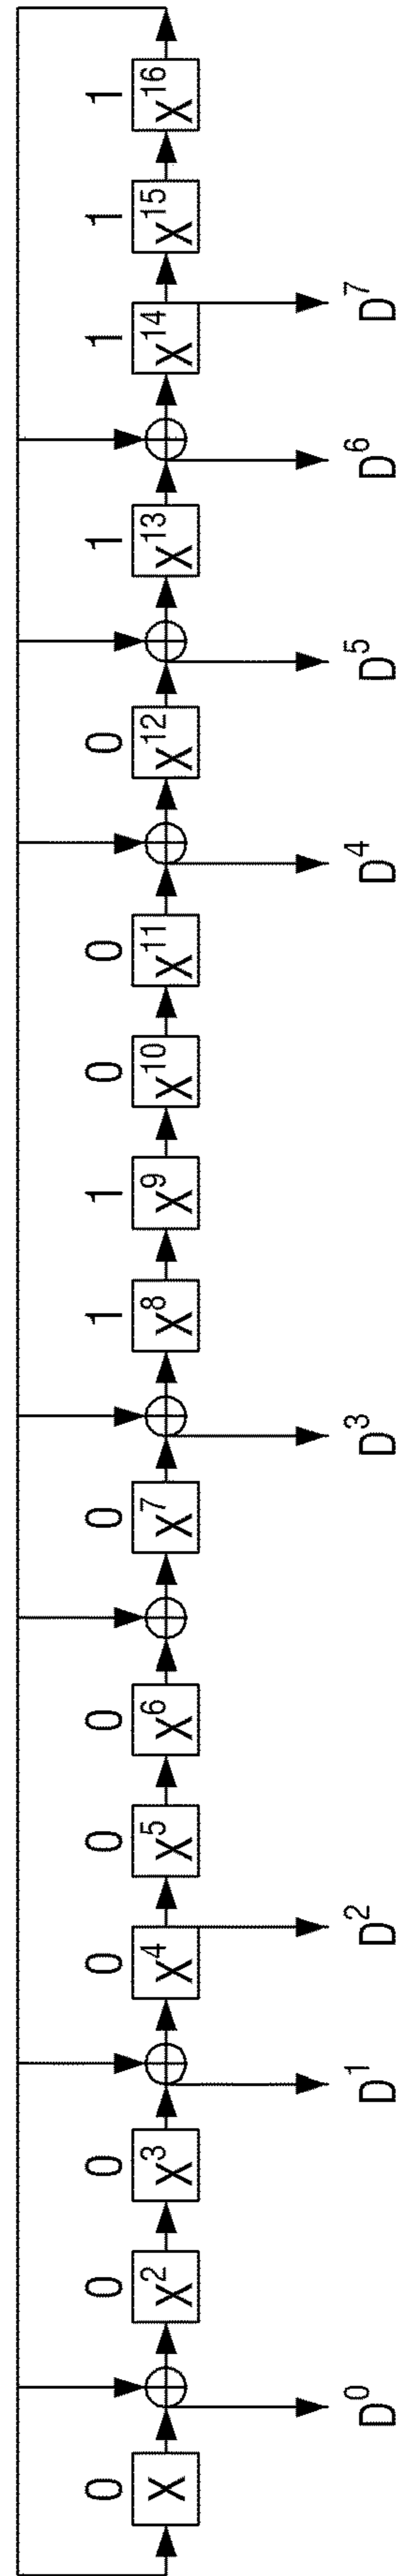 0 0 0 0 0 0 0 1 1 0 0 0 1 1 1 1
X X² X³ X⁴ X⁵ X⁶ X⁷ X⁸ X⁹ X¹⁰ X¹¹ X¹² X¹³ X¹⁴ X¹⁵ X¹⁶
D⁰ D¹ D² D³ D⁴ D⁵ D⁶ D⁷